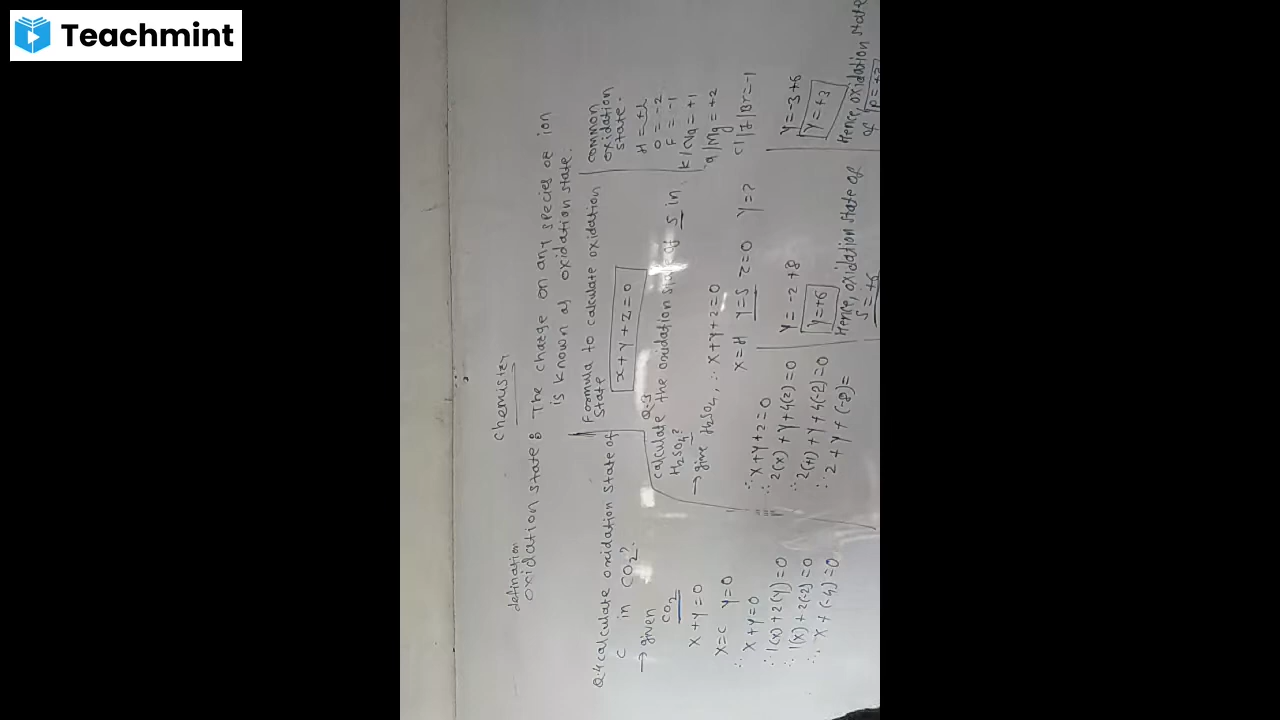 Teachmint
chemistry
defination
oxidation state : The charge on any species or ion
is known as oxidation state.
Formula to calculate oxidation
state
x + y + z = 0
common
oxidation
state.
H = +1
O = -2
F = -1
K/Na = +1
/Mg = +2
Cl/I/Br = -1
Q.3
calculate the oxidation state of S in
H2SO4?
→ give H2SO4, ∴ x+y+z=0
x=H y=S z=0 y=?
∴ x+y+z=0
∴ 2(x)+y+4(z)=0
∴ 2(+1)+y+4(-2)=0
∴ 2+y+(-8)=
y = -2+8
y=+6
Hence, oxidation state of
S = +6
y=-3+6
y=+3
Hence, oxidation state
of P = +3
Q.4 calculate oxidation state of
C in CO2?
→ given
CO2
x+y=0
x=C y=0
∴ x+y=0
∴ 1(x)+2(y)=0
∴ 1(x)+2(-2)=0
∴ x+(-4)=0